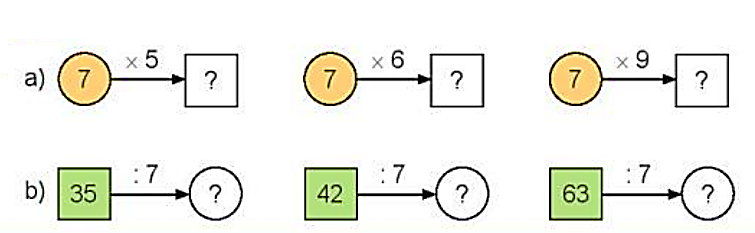 a) 7 × 5 ? 7 × 6 ? 7 × 9 ?
b) 35 : 7 ? 42 : 7 ? 63 : 7 ?